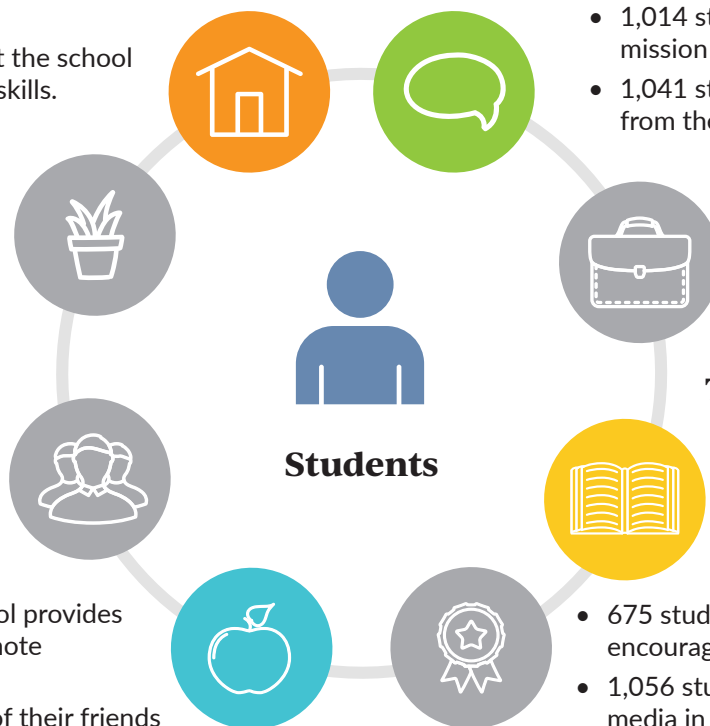 t the school
skills.
• 1,014 st
mission
• 1,041 st
from the
Students
ol provides
note
of their friends
• 675 stud
encourag
• 1,056 stu
media in